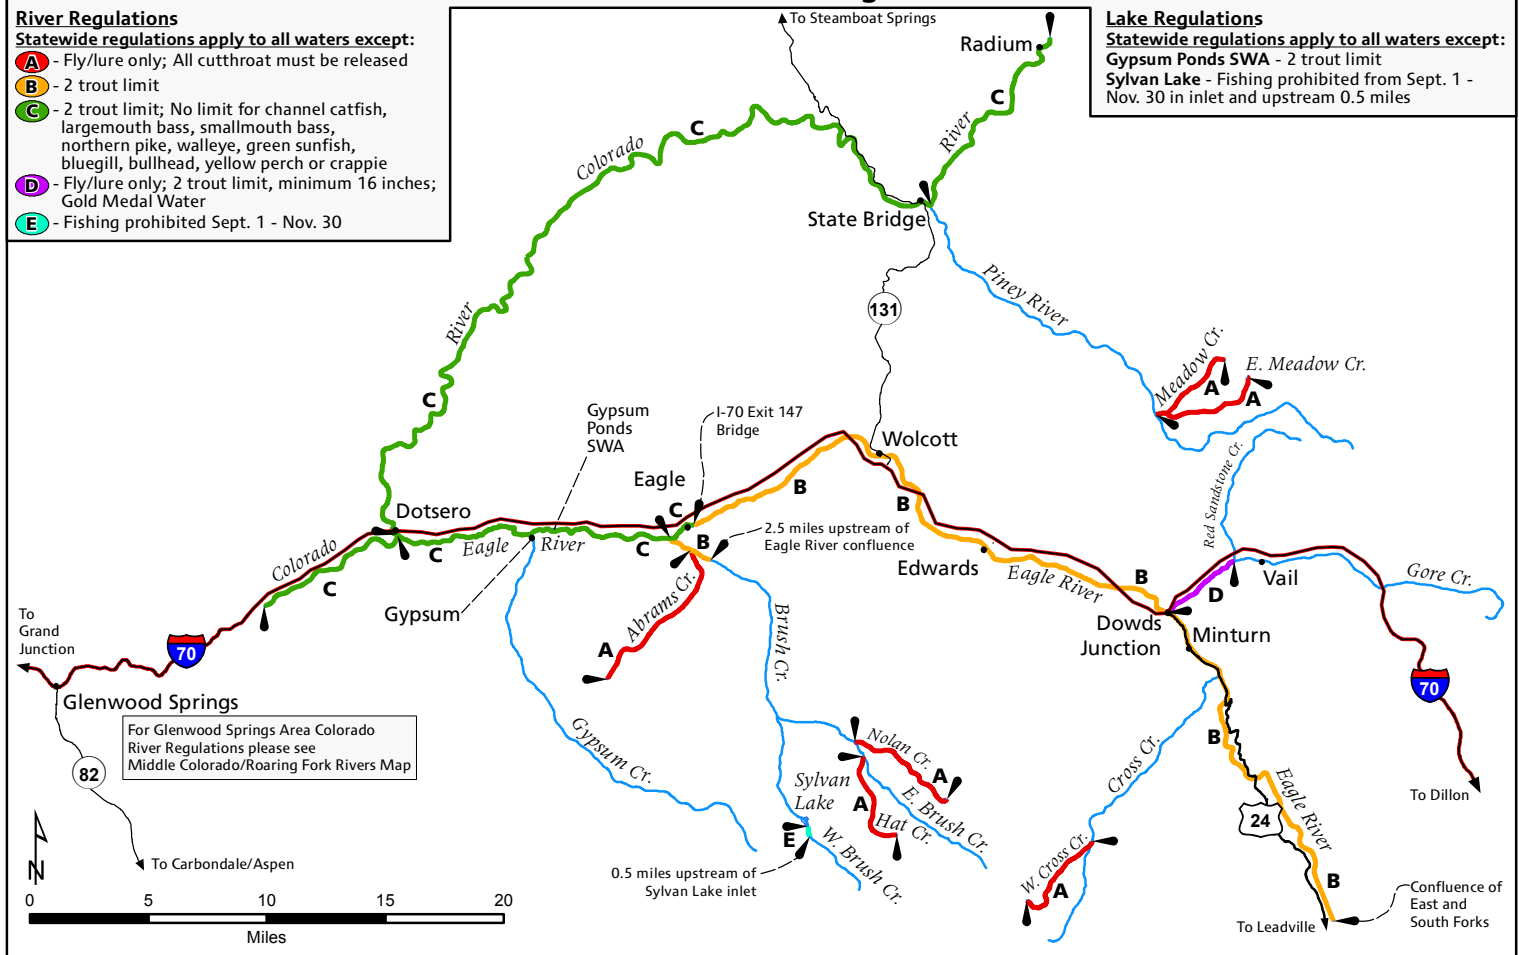 River Regulations
Statewide regulations apply to all waters except:
A - Fly/lure only; All cutthroat must be released
B - 2 trout limit
C - 2 trout limit; No limit for channel catfish,
largemouth bass, smallmouth bass,
northern pike, walleye, green sunfish,
bluegill, bullhead, yellow perch or crappie
D - Fly/lure only; 2 trout limit, minimum 16 inches;
Gold Medal Water
E - Fishing prohibited Sept. 1 - Nov. 30
Lake Regulations
Statewide regulations apply to all waters except:
Gypsum Ponds SWA - 2 trout limit
Sylvan Lake - Fishing prohibited from Sept. 1 -
Nov. 30 in inlet and upstream 0.5 miles
To Steamboat Springs
Radium
C
River
C
Colorado
State Bridge
Piney River
131
River
Meadow Cr.
E. Meadow Cr.
A
A
C
Gypsum
Ponds
SWA
I-70 Exit 147
Bridge
Wolcott
Red Sandstone Cr.
Eagle
B
B
C
Dotsero
2.5 miles upstream of
Eagle River confluence
B
C
Eagle
River
C
Colorado
C
Edwards
Eagle River
B
Vail
D
Gore Cr.
Gypsum
Abrams Cr.
Brush Cr.
Dowds
Junction
Minturn
To
Grand
Junction
70
A
70
Glenwood Springs
For Glenwood Springs Area Colorado
River Regulations please see
Middle Colorado/Roaring Fork Rivers Map
82
Gypsum Cr.
Nolan Cr.
A
Sylvan
Lake
A
Hat Cr.
E. Brush Cr.
Cross Cr.
B
Eagle River
24
To Dillon
E
W. Brush Cr.
0.5 miles upstream of
Sylvan Lake inlet
W. Cross Cr.
A
B
Confluence of
East and
South Forks
To Leadville
To Carbondale/Aspen
N
0 5 10 15 20
Miles